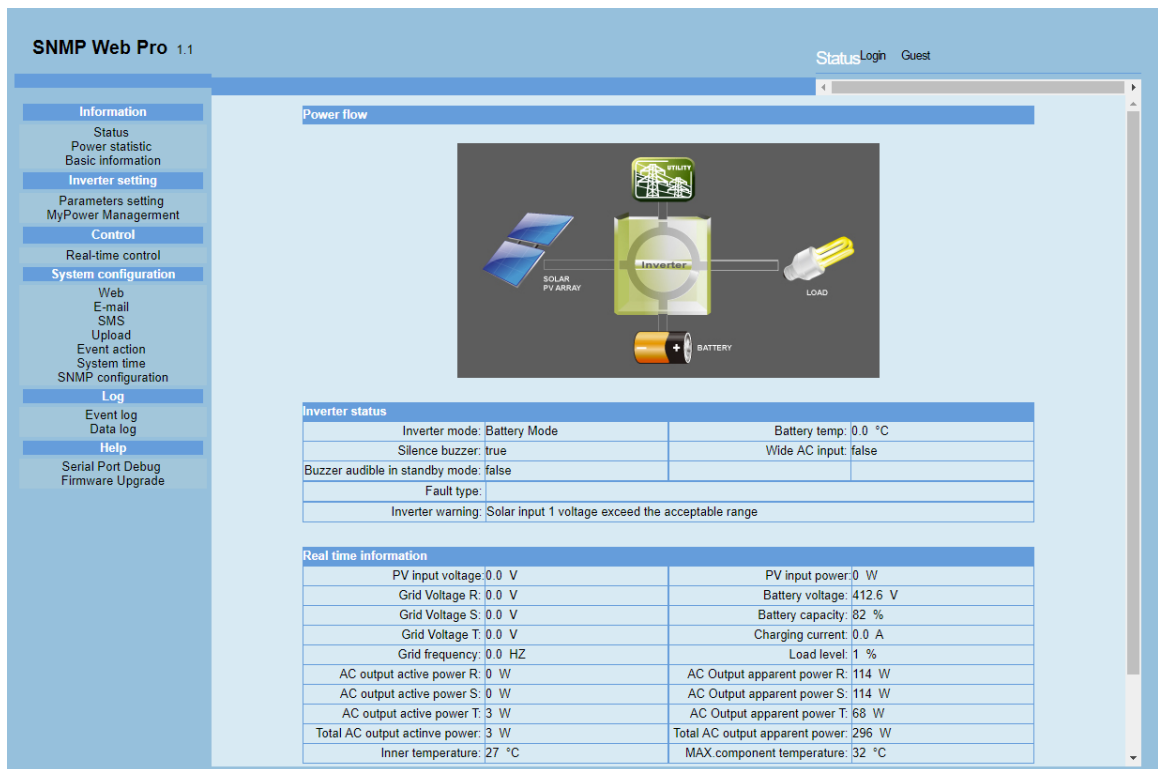 SNMP Web Pro 1.1
Status Login Guest
Information
Status
Power statistic
Basic information
Inverter setting
Parameters setting
MyPower Managerment
Control
Real-time control
System configuration
Web
E-mail
SMS
Upload
Event action
System time
SNMP configuration
Log
Event log
Data log
Help
Serial Port Debug
Firmware Upgrade
Power flow
UTILITY
SOLAR
PV ARRAY
Inverter
LOAD
BATTERY
Inverter status
Inverter mode: Battery Mode Battery temp: 0.0 °C
Silence buzzer: true Wide AC input: false
Buzzer audible in standby mode: false
Fault type:
Inverter warning: Solar input 1 voltage exceed the acceptable range
Real time information
PV input voltage: 0.0 V PV input power: 0 W
Grid Voltage R: 0.0 V Battery voltage: 412.6 V
Grid Voltage S: 0.0 V Battery capacity: 82 %
Grid Voltage T: 0.0 V Charging current: 0.0 A
Grid frequency: 0.0 HZ Load level: 1 %
AC output active power R: 0 W AC Output apparent power R: 114 W
AC output active power S: 0 W AC Output apparent power S: 114 W
AC output active power T: 3 W AC Output apparent power T: 68 W
Total AC output actinve power: 3 W Total AC output apparent power: 296 W
Inner temperature: 27 °C MAX.component temperature: 32 °C